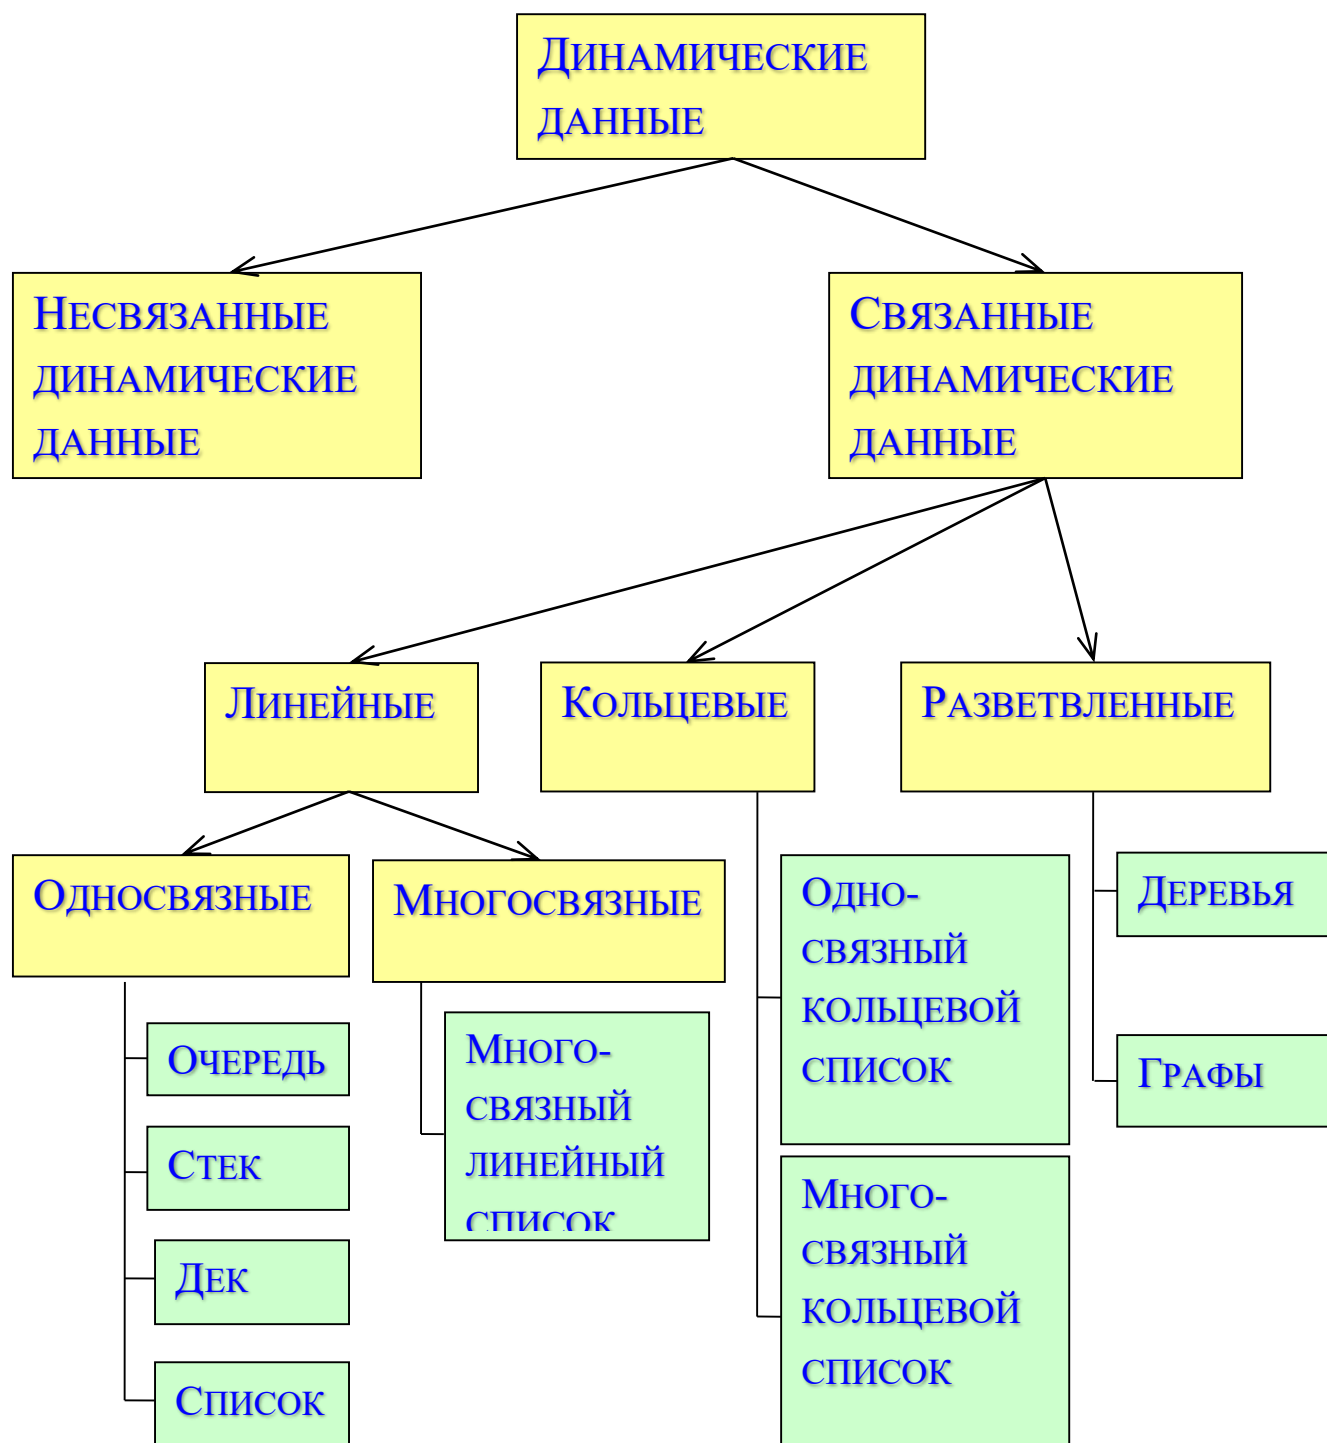 Динамические
данные
Несвязанные
динамические
данные
Связанные
динамические
данные
Линейные
Кольцевые
Разветвленные
Односвязные
Многосвязные
Очередь
Стек
Дек
Список
Много-
связный
линейный
список
Одно-
связный
кольцевой
список
Много-
связный
кольцевой
список
Деревья
Графы